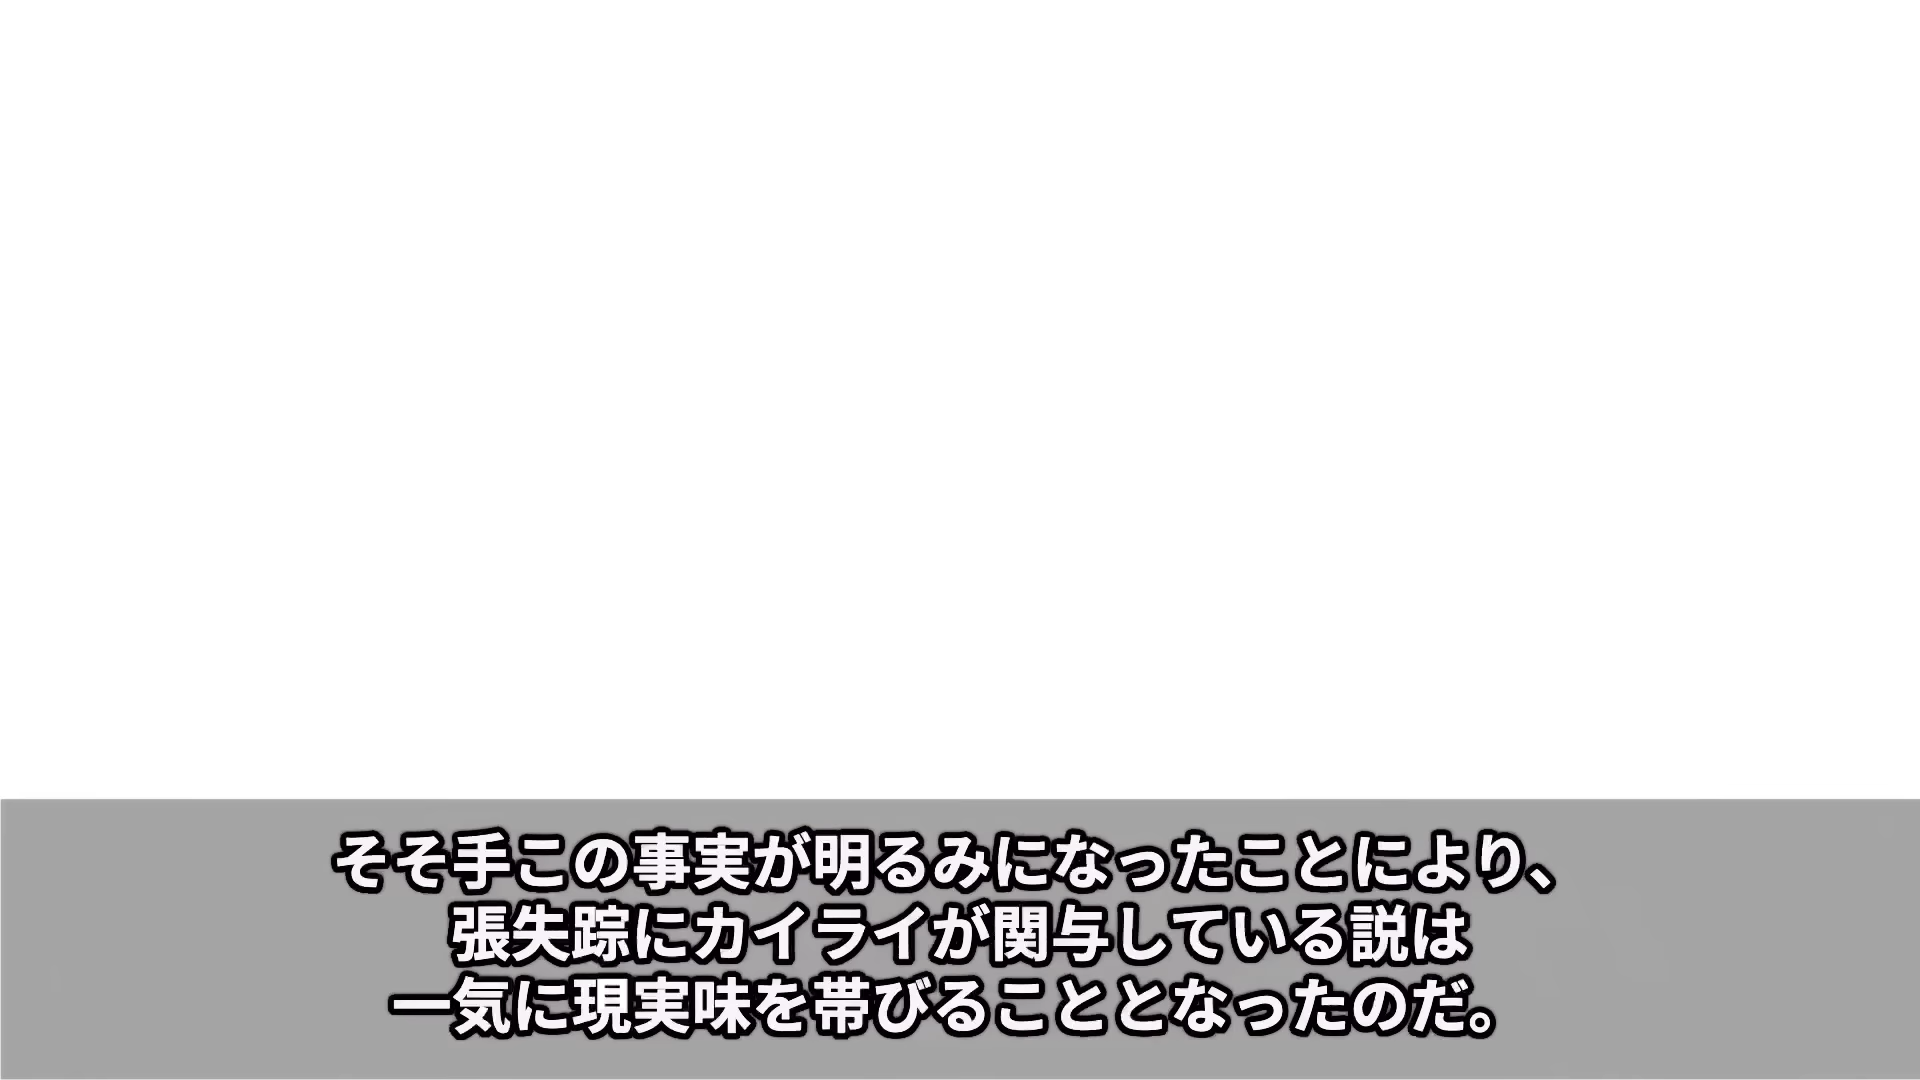 そそ手この事実が明るみになったことにより、
張失踪にカイライが関与している説は
一気に現実味を帯びることとなったのだ。